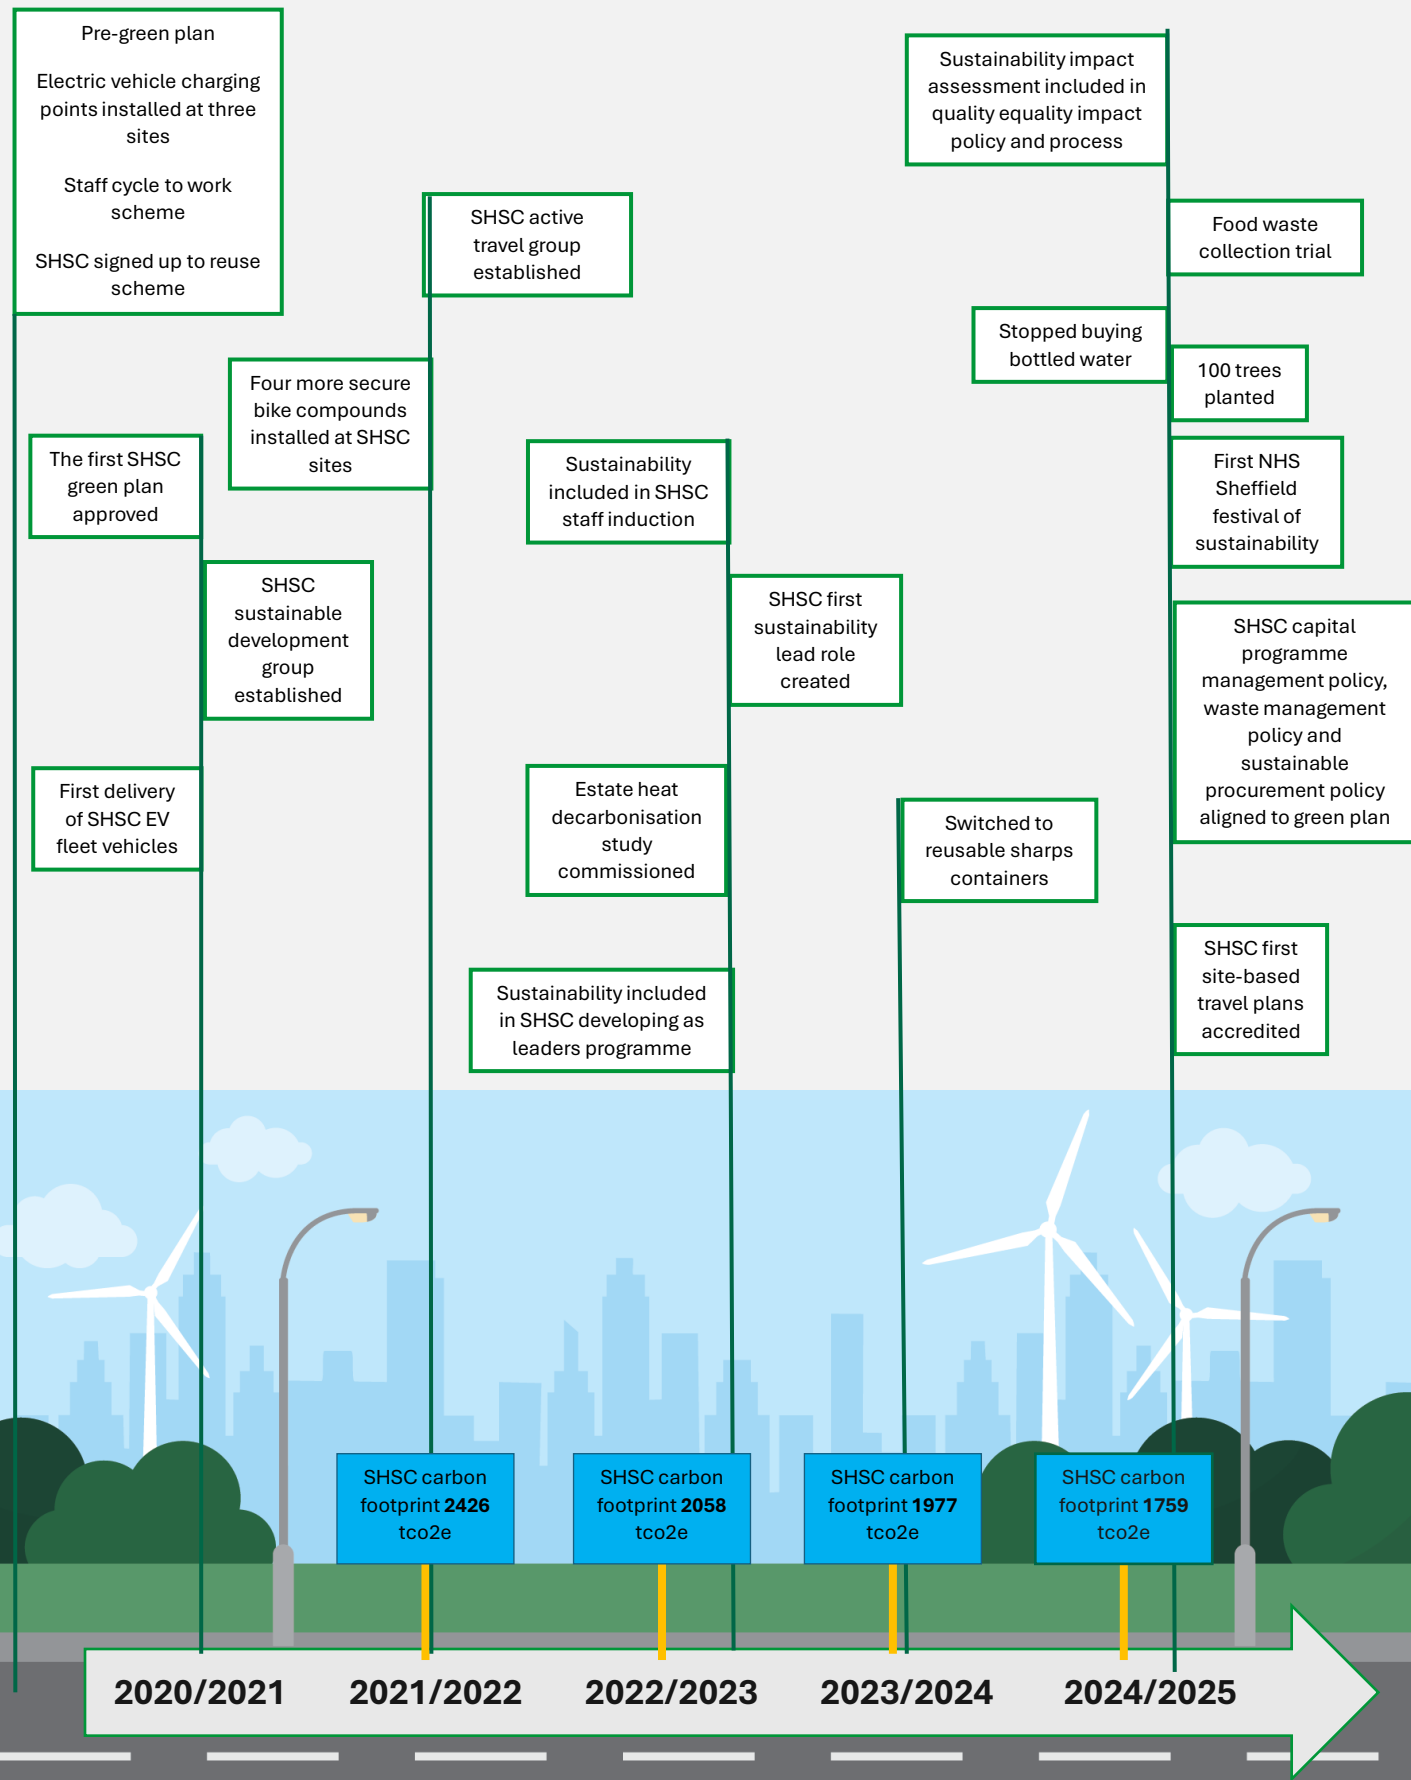 Pre-green plan
Electric vehicle charging
points installed at three
sites
Staff cycle to work
scheme
SHSC signed up to reuse
scheme
The first SHSC
green plan
approved
SHSC
sustainable
development
group
established
First delivery
of SHSC EV
fleet vehicles
SHSC active
travel group
established
Four more secure
bike compounds
installed at SHSC
sites
Sustainability
included in SHSC
staff induction
SHSC first
sustainability
lead role
created
Estate heat
decarbonisation
study
commissioned
Sustainability included
in SHSC developing as
leaders programme
Switched to
reusable sharps
containers
Sustainability impact
assessment included in
quality equality impact
policy and process
Food waste
collection trial
Stopped buying
bottled water
100 trees
planted
First NHS
Sheffield
festival of
sustainability
SHSC capital
programme
management policy,
waste management
policy and
sustainable
procurement policy
aligned to green plan
SHSC first
site-based
travel plans
accredited
SHSC carbon
footprint 2426
tco2e
SHSC carbon
footprint 2058
tco2e
SHSC carbon
footprint 1977
tco2e
SHSC carbon
footprint 1759
tco2e
2020/2021
2021/2022
2022/2023
2023/2024
2024/2025